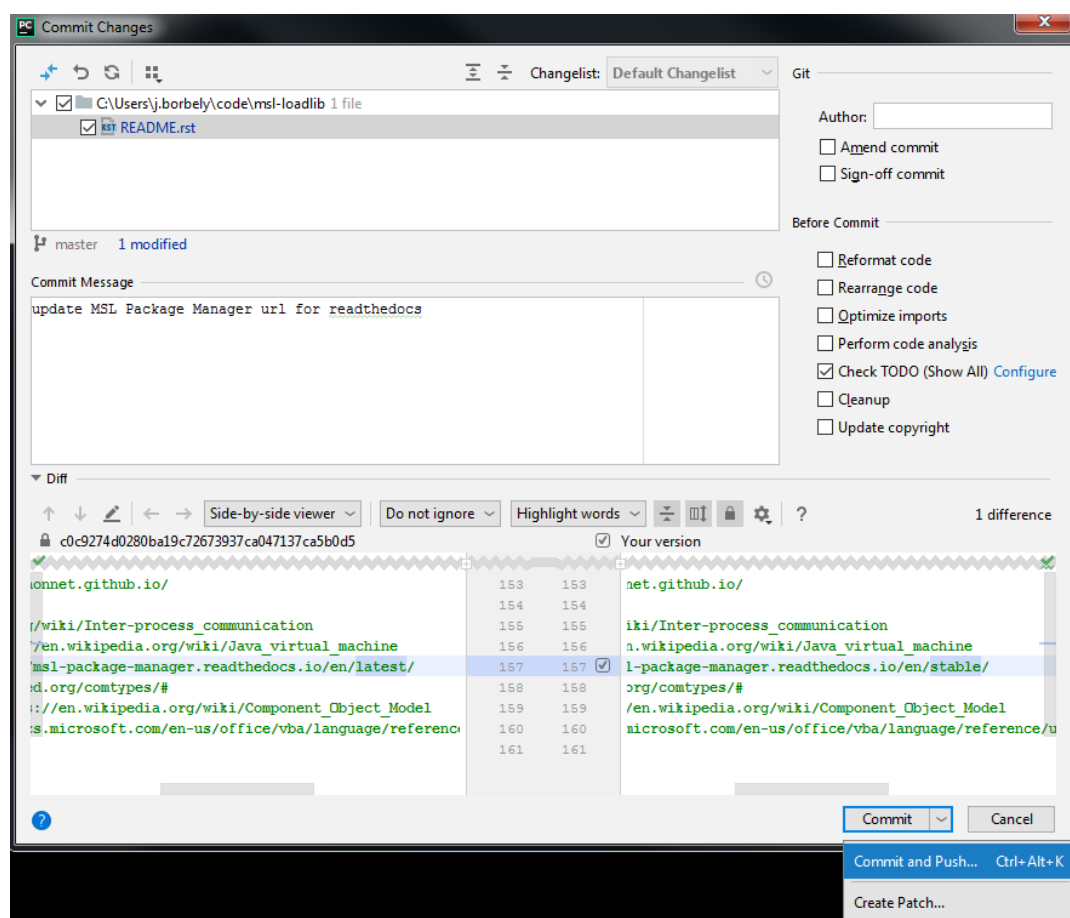 PC Commit Changes
Changelist: Default Changelist
Git
C:\Users\j.borbely\code\msl-loadlib 1 file
RST README.rst
Author:
Amend commit
Sign-off commit
master 1 modified
Before Commit
Reformat code
Rearrange code
Optimize imports
Perform code analysis
Check TODO (Show All) Configure
Cleanup
Update copyright
Commit Message
update MSL Package Manager url for readthedocs
Diff
Side-by-side viewer Do not ignore Highlight words ? 1 difference
c0c9274d0280ba19c72673937ca047137ca5b0d5 Your version
onnet.github.io/ 153 153 net.github.io/
154 154
/wiki/Inter-process_communication 155 155 iki/Inter-process_communication
/en.wikipedia.org/wiki/Java_virtual_machine 156 156 n.wikipedia.org/wiki/Java_virtual_machine
msl-package-manager.readthedocs.io/en/latest/ 157 157 l-package-manager.readthedocs.io/en/stable/
ed.org/comtypes/# 158 158 org/comtypes/#
://en.wikipedia.org/wiki/Component_Object_Model 159 159 /en.wikipedia.org/wiki/Component_Object_Model
s.microsoft.com/en-us/office/vba/language/reference 160 160 microsoft.com/en-us/office/vba/language/reference/u
161 161
? Commit Cancel
Commit and Push... Ctrl+Alt+K
Create Patch...